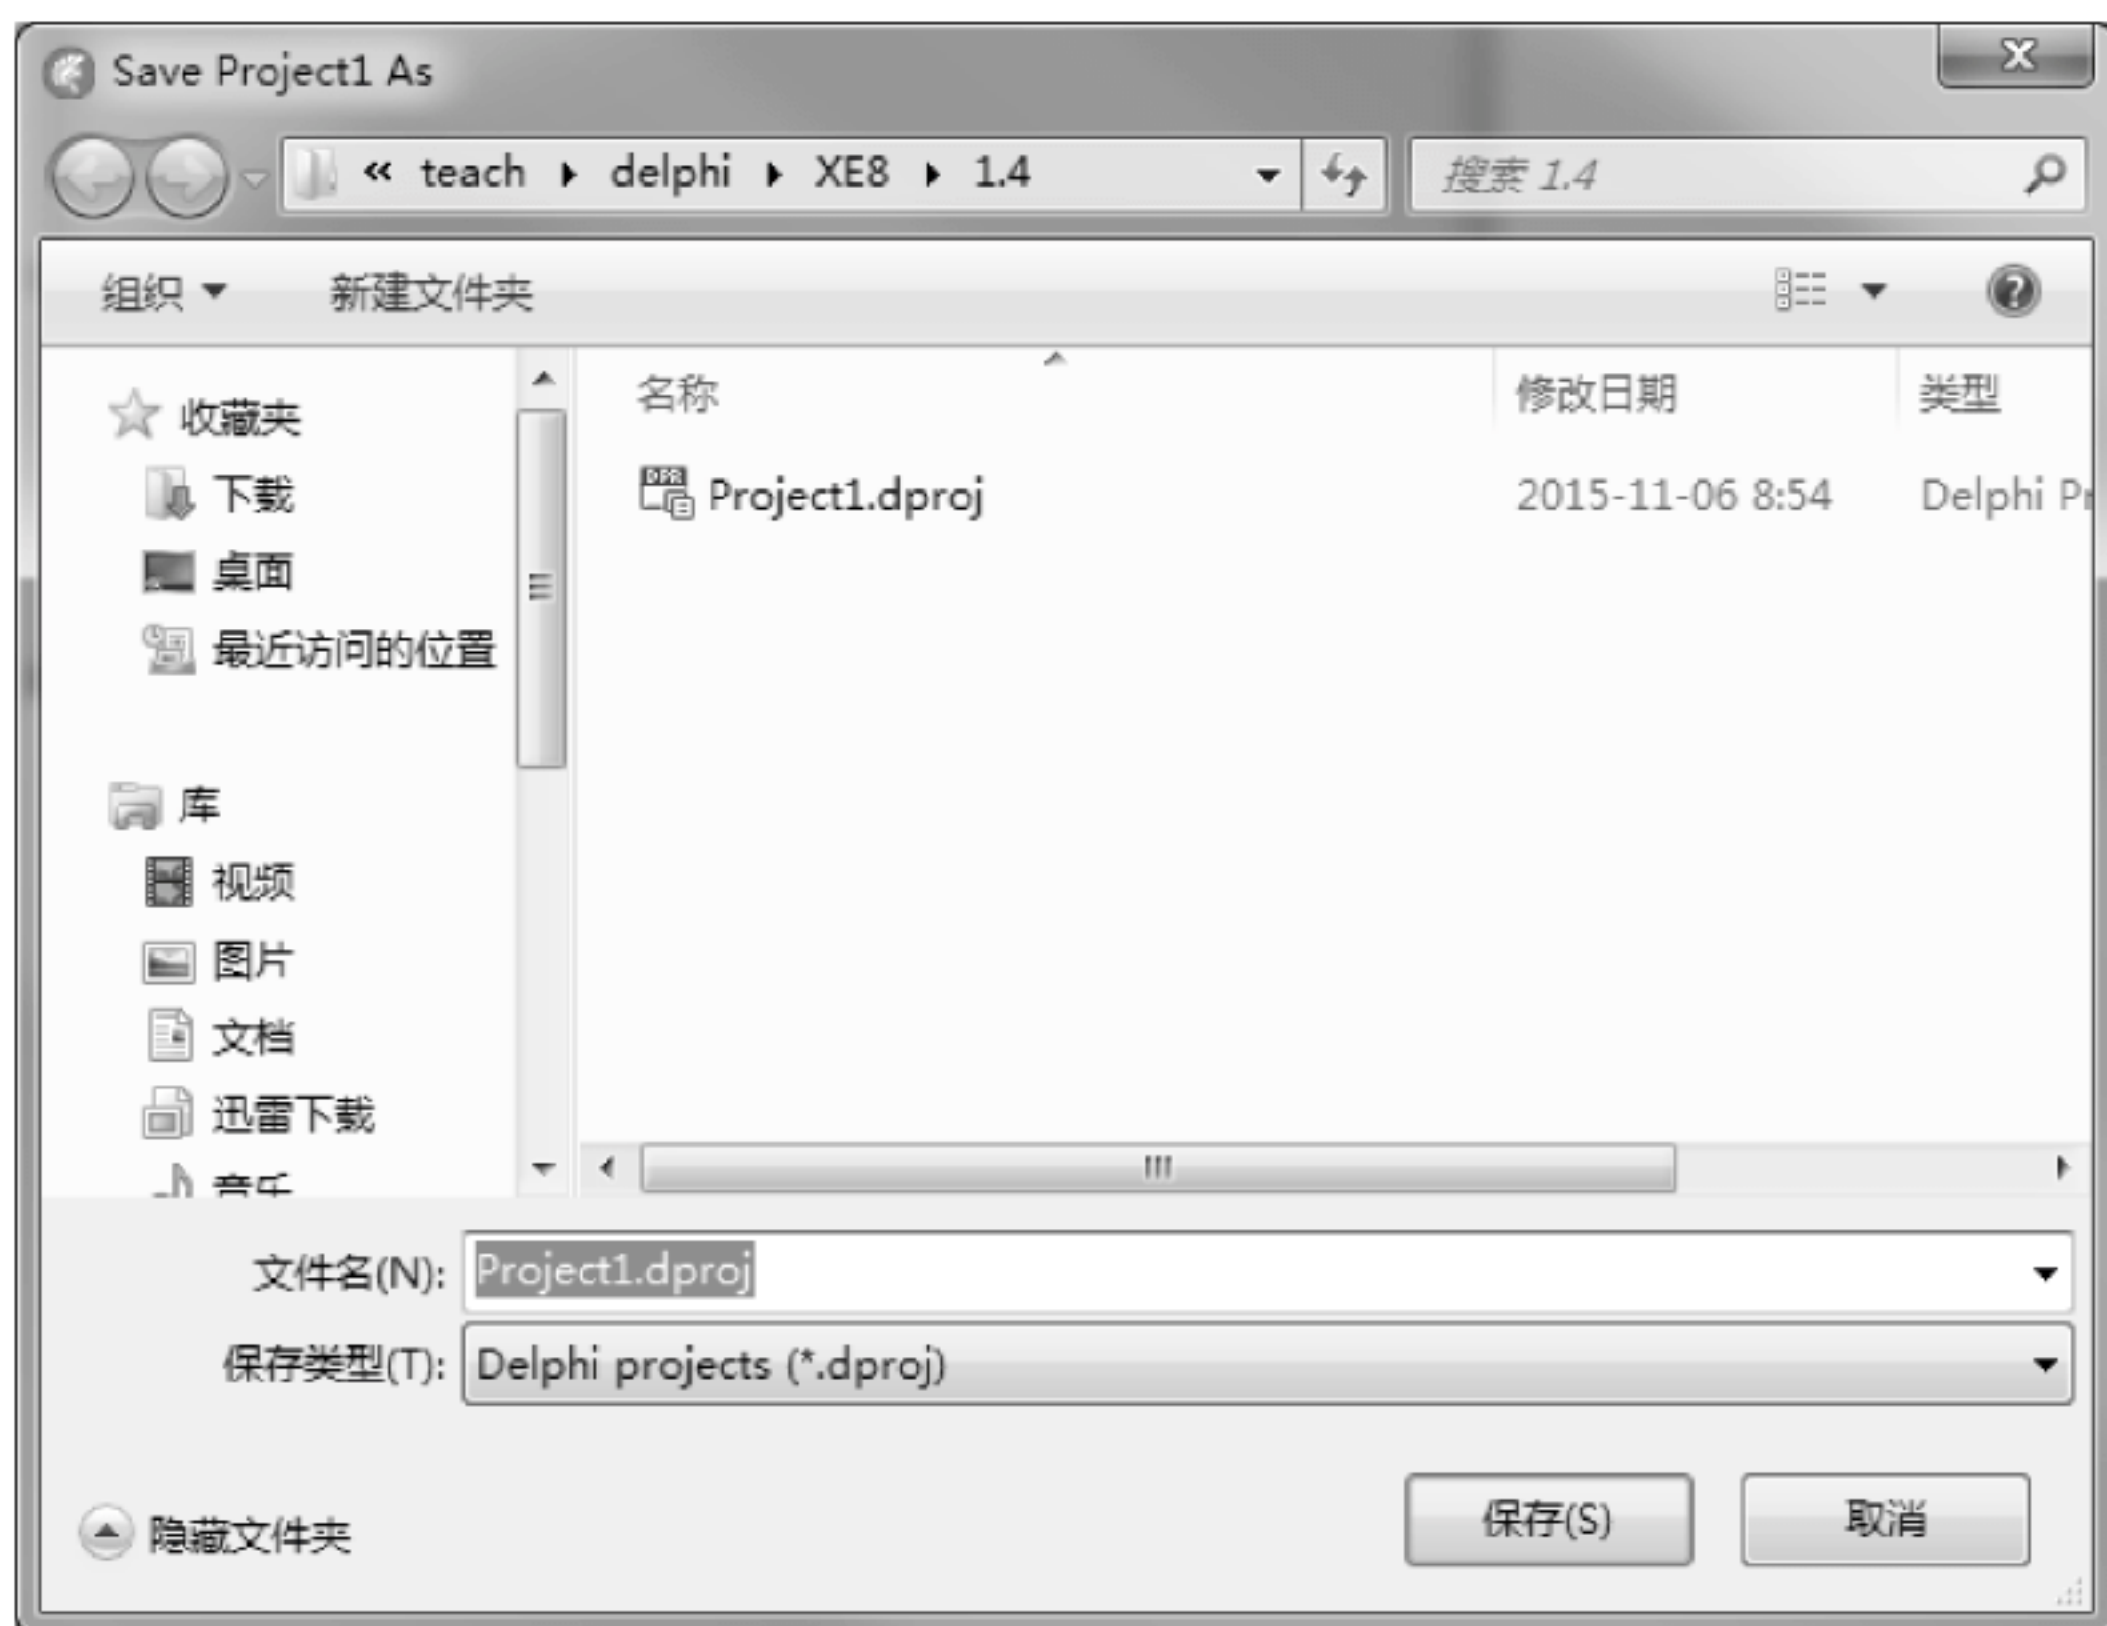 Save Project1 As
« teach ▸ delphi ▸ XE8 ▸ 1.4
搜索 1.4
组织 新建文件夹
名称 修改日期 类型
Project1.dproj 2015-11-06 8:54 Delphi Pr
收藏夹
下载
桌面
最近访问的位置
库
视频
图片
文档
迅雷下载
音乐
文件名(N): Project1.dproj
保存类型(T): Delphi projects (*.dproj)
隐藏文件夹 保存(S) 取消